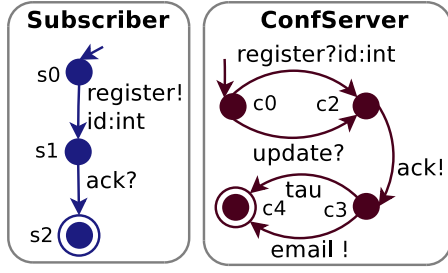 Subscriber
s0
register!
id:int
s1
ack?
s2
ConfServer
register?id:int
c0
c2
update?
ack!
tau
c4
c3
email !